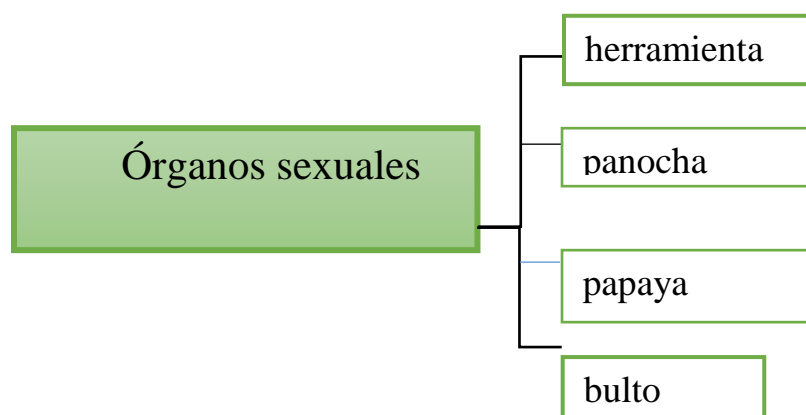 herramienta
Órganos sexuales
panocha
papaya
bulto